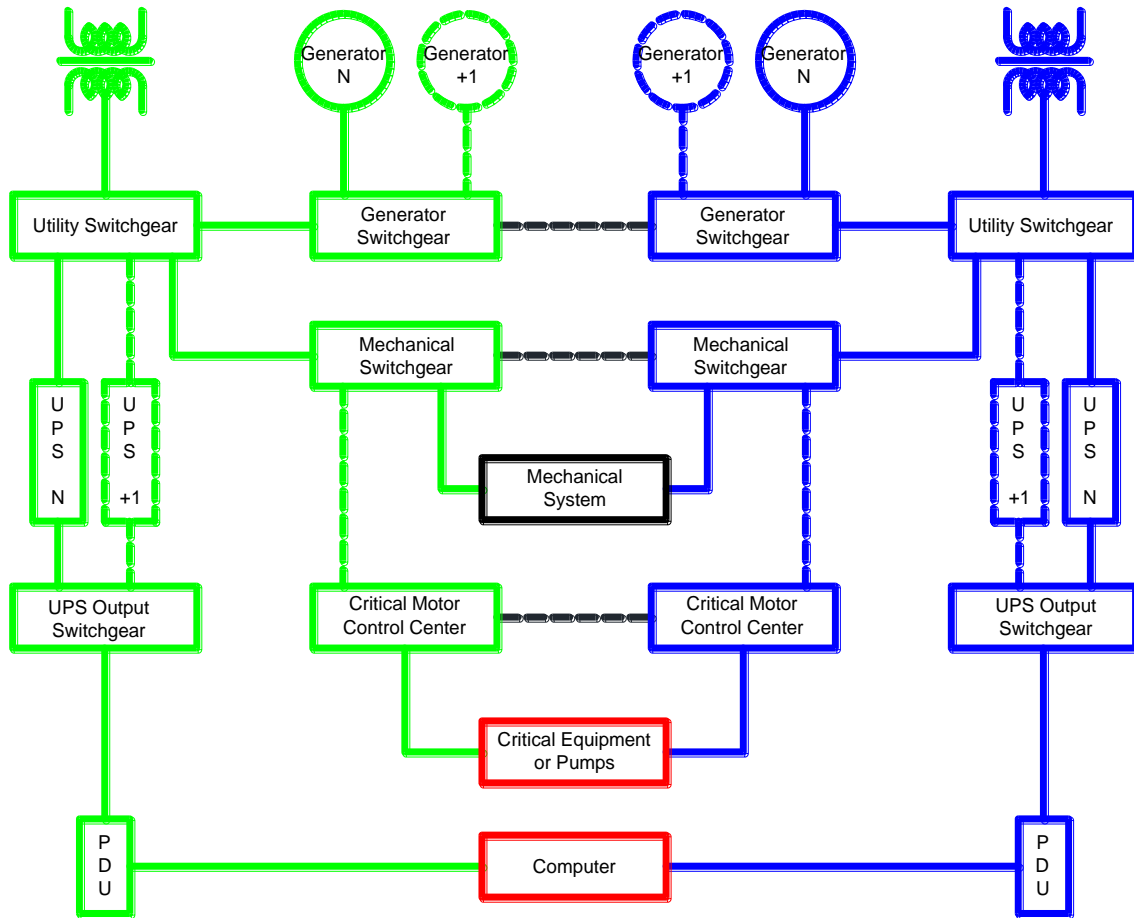 Generator
N
Generator
+1
Generator
+1
Generator
N
Utility Switchgear
Generator
Switchgear
Generator
Switchgear
Utility Switchgear
Mechanical
Switchgear
Mechanical
Switchgear
U
P
S
N
U
P
S
+1
Mechanical
System
U
P
S
+1
U
P
S
N
UPS Output
Switchgear
Critical Motor
Control Center
Critical Motor
Control Center
UPS Output
Switchgear
Critical Equipment
or Pumps
P
D
U
Computer
P
D
U